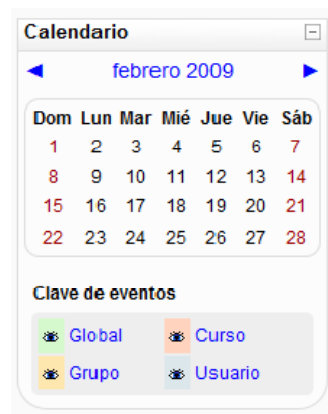 Calendario
febrero 2009
Dom Lun Mar Mié Jue Vie Sáb
1 2 3 4 5 6 7
8 9 10 11 12 13 14
15 16 17 18 19 20 21
22 23 24 25 26 27 28
Clave de eventos
Global Curso
Grupo Usuario